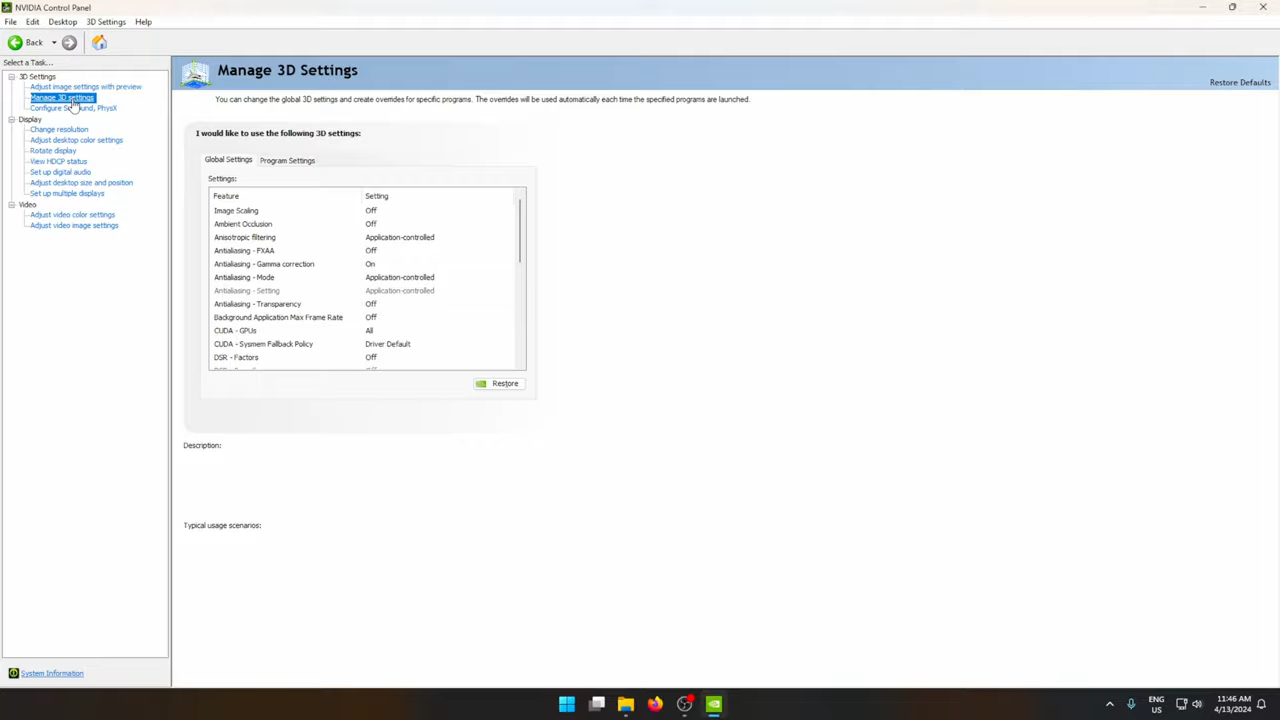 NVIDIA Control Panel
File Edit Desktop 3D Settings Help
Back
Select a Task...
3D Settings
Adjust image settings with preview
Manage 3D settings
Configure Surround, PhysX
Display
Change resolution
Adjust desktop color settings
Rotate display
View HDCP status
Set up digital audio
Adjust desktop size and position
Set up multiple displays
Video
Adjust video color settings
Adjust video image settings
System Information
Manage 3D Settings
Restore Defaults
You can change the global 3D settings and create overrides for specific programs. The overrides will be used automatically each time the specified programs are launched.
I would like to use the following 3D settings:
Global Settings Program Settings
Settings:
Feature Setting
Image Scaling Off
Ambient Occlusion Off
Anisotropic filtering Application-controlled
Antialiasing - FXAA Off
Antialiasing - Gamma correction On
Antialiasing - Mode Application-controlled
Antialiasing - Setting Application-controlled
Antialiasing - Transparency Off
Background Application Max Frame Rate Off
CUDA - GPUs All
CUDA - Sysmem Fallback Policy Driver Default
DSR - Factors Off
Restore
Description:
Typical usage scenarios:
ENG
US
11:46 AM
4/13/2024